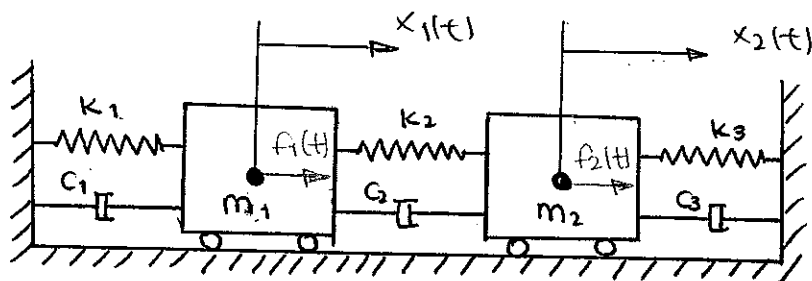 x1(t) x2(t)
K1 K2 K3
f1(t) f2(t)
C1 C2 C3
m1 m2